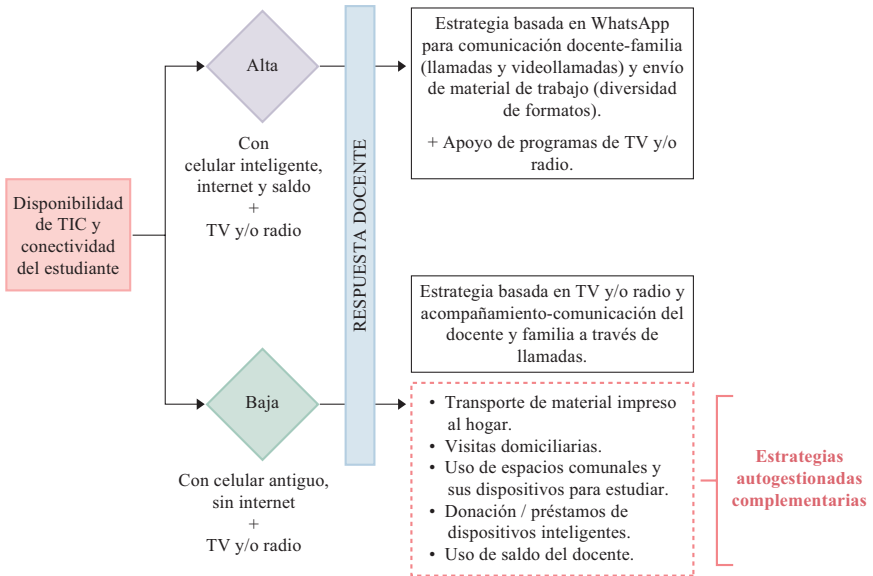 Disponibilidad
de TIC y
conectividad
del estudiante
Alta
Con
celular inteligente,
internet y saldo
+
TV y/o radio
Baja
Con celular antiguo,
sin internet
+
TV y/o radio
RESPUESTA DOCENTE
Estrategia basada en WhatsApp
para comunicación docente-familia
(llamadas y videollamadas) y envío
de material de trabajo (diversidad
de formatos).
+ Apoyo de programas de TV y/o
radio.
Estrategia basada en TV y/o radio y
acompañamiento-comunicación del
docente y familia a través de
llamadas.
• Transporte de material impreso
al hogar.
• Visitas domiciliarias.
• Uso de espacios comunales y
sus dispositivos para estudiar.
• Donación / préstamos de
dispositivos inteligentes.
• Uso de saldo del docente.
Estrategias
autogestionadas
complementarias